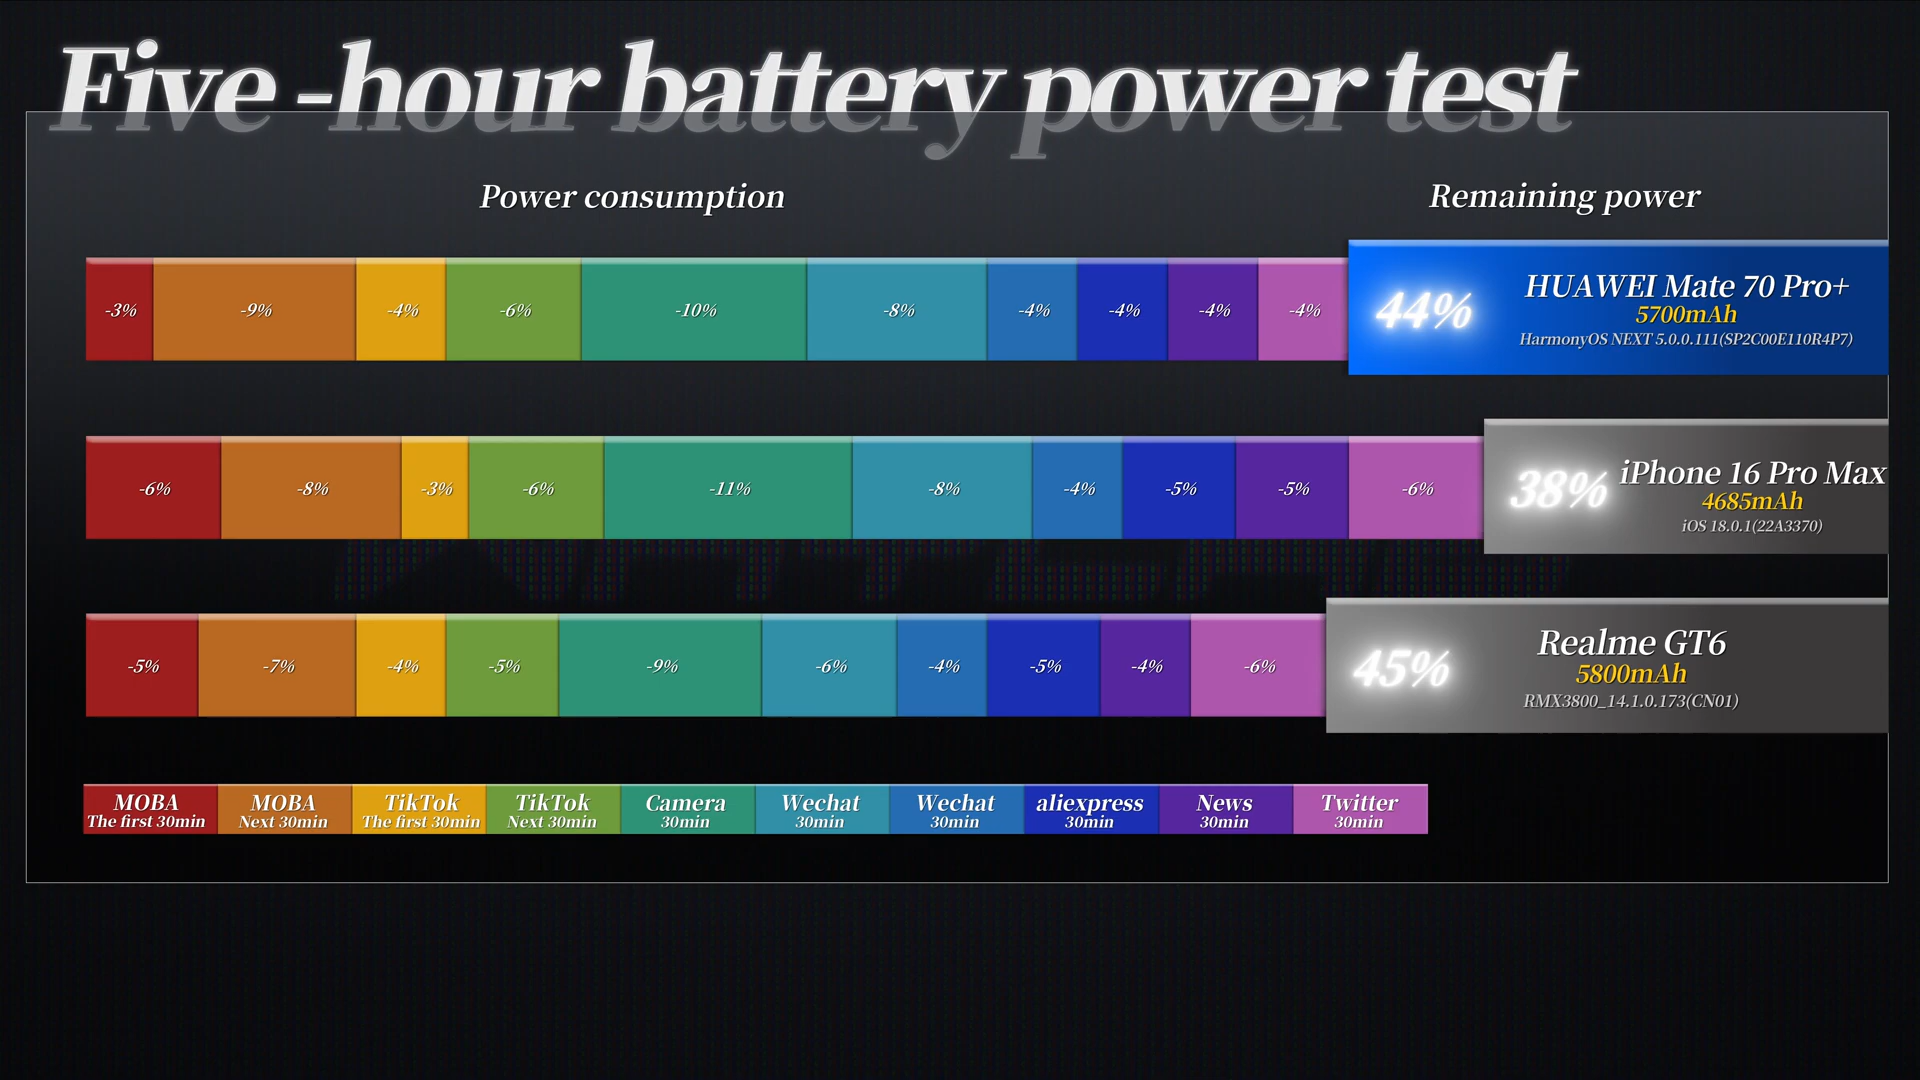 Five -hour battery power test
Power consumption
Remaining power
-3%
-9%
-4%
-6%
-10%
-8%
-4%
-4%
-4%
-4%
44%
HUAWEI Mate 70 Pro+
5700mAh
HarmonyOS NEXT 5.0.0.111(SP2C00E110R4P7)
-6%
-8%
-3%
-6%
-11%
-8%
-4%
-5%
-5%
-6%
38%
iPhone 16 Pro Max
4685mAh
iOS 18.0.1(22A3370)
-5%
-7%
-4%
-5%
-9%
-6%
-4%
-5%
-4%
-6%
45%
Realme GT6
5800mAh
RMX3800_14.1.0.173(CN01)
MOBA
The first 30min
MOBA
Next 30min
TikTok
The first 30min
TikTok
Next 30min
Camera
30min
Wechat
30min
Wechat
30min
aliexpress
30min
News
30min
Twitter
30min